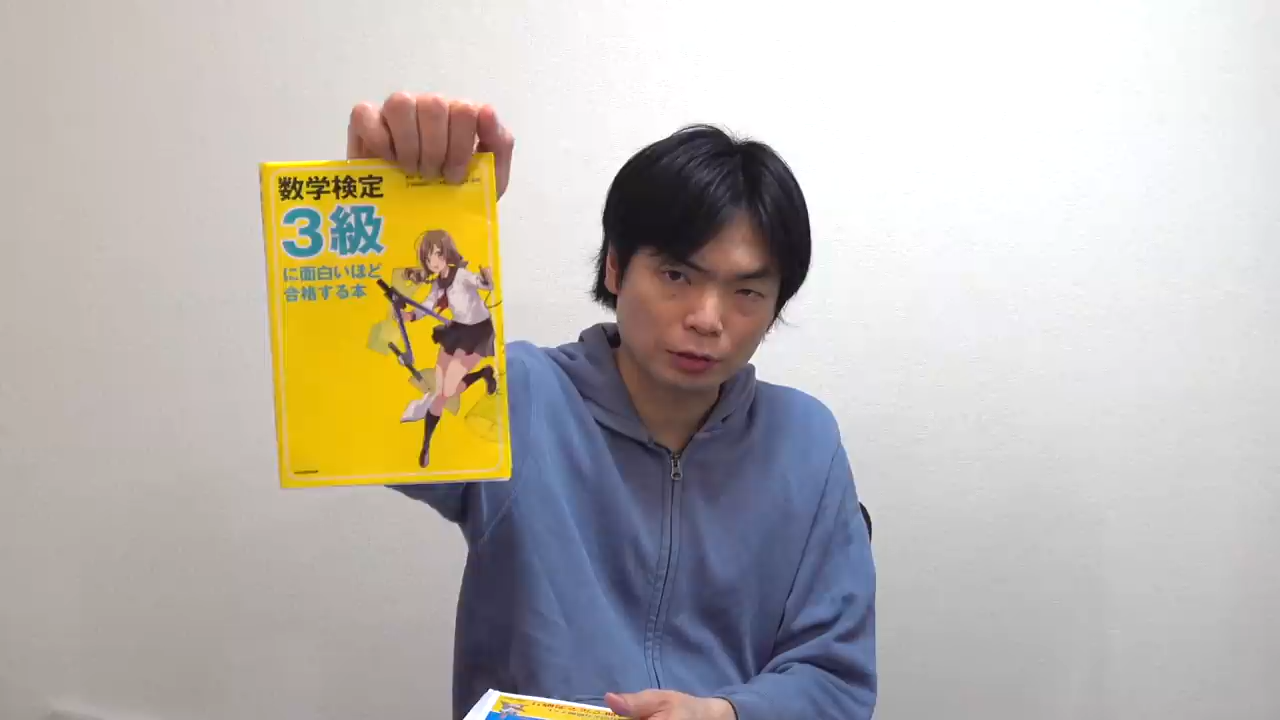 数学検定
3級
に面白いほど
合格する本